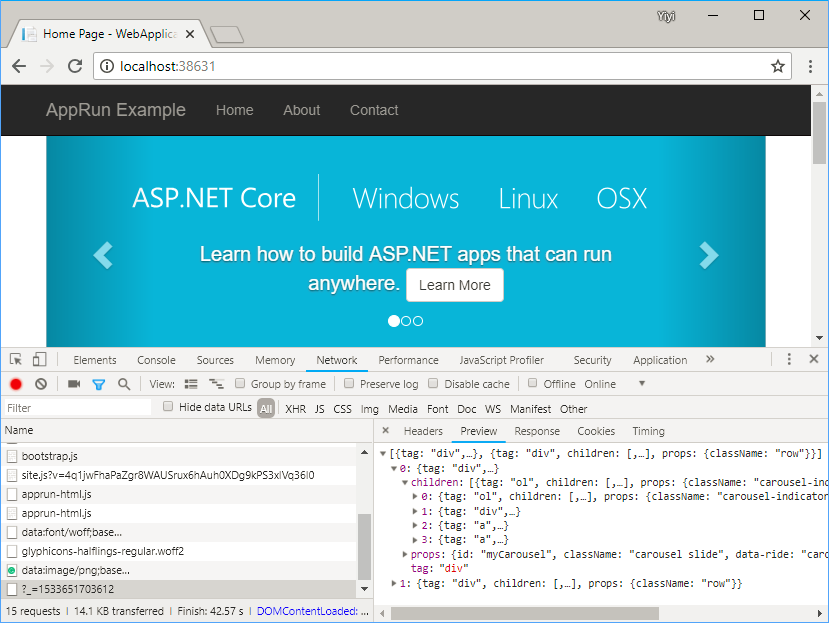 Yiyi
Home Page - WebApplica
localhost:38631
AppRun Example Home About Contact
ASP.NET Core Windows Linux OSX
Learn how to build ASP.NET apps that can run
anywhere. Learn More
Elements Console Sources Memory Network Performance JavaScript Profiler Security Application »
View: Group by frame Preserve log Disable cache Offline Online
Filter Hide data URLs All XHR JS CSS Img Media Font Doc WS Manifest Other
Name
bootstrap.js
site.js?v=4q1jwFhaPaZgr8WAUSrux6hAuh0XDg9kPS3xIVq36I0
apprun-html.js
apprun-html.js
data:font/woff;base...
glyphicons-halflings-regular.woff2
data:image/png;base...
?_=1533651703612
15 requests | 14.1 KB transferred | Finish: 42.57 s | DOMContentLoaded: ...
× Headers Preview Response Cookies Timing
[{tag: "div",…}, {tag: "div", children: [,…], props: {className: "row"}}]
0: {tag: "div",…}
children: [{tag: "ol", children: [,…], props: {className: "carousel-ind
0: {tag: "ol", children: [,…], props: {className: "carousel-indicator
1: {tag: "div",…}
2: {tag: "a",…}
3: {tag: "a",…}
props: {id: "myCarousel", className: "carousel slide", data-ride: "caro
tag: "div"
1: {tag: "div", children: [,…], props: {className: "row"}}